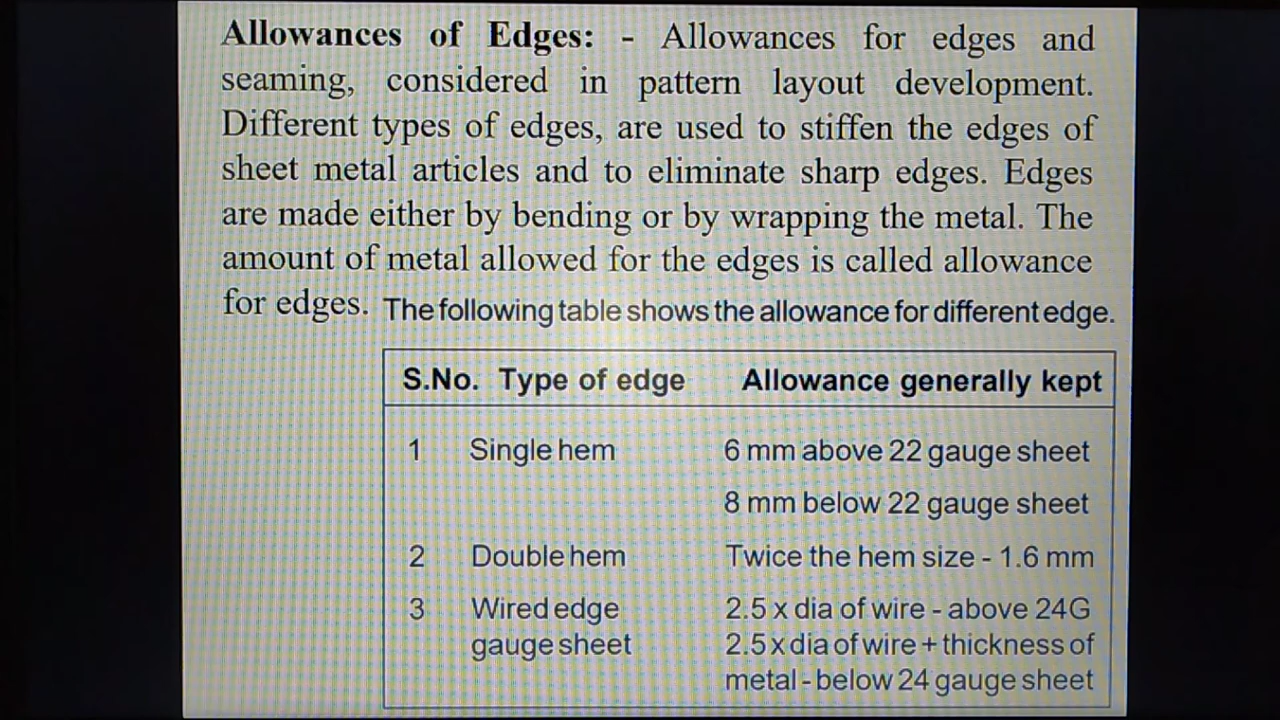 Allowances of Edges: - Allowances for edges and
seaming, considered in pattern layout development.
Different types of edges, are used to stiffen the edges of
sheet metal articles and to eliminate sharp edges. Edges
are made either by bending or by wrapping the metal. The
amount of metal allowed for the edges is called allowance
for edges. The following table shows the allowance for different edge.
S.No. Type of edge Allowance generally kept
1 Single hem 6 mm above 22 gauge sheet
8 mm below 22 gauge sheet
2 Double hem Twice the hem size - 1.6 mm
3 Wired edge 2.5 x dia of wire - above 24G
gauge sheet 2.5 x dia of wire + thickness of
metal - below 24 gauge sheet